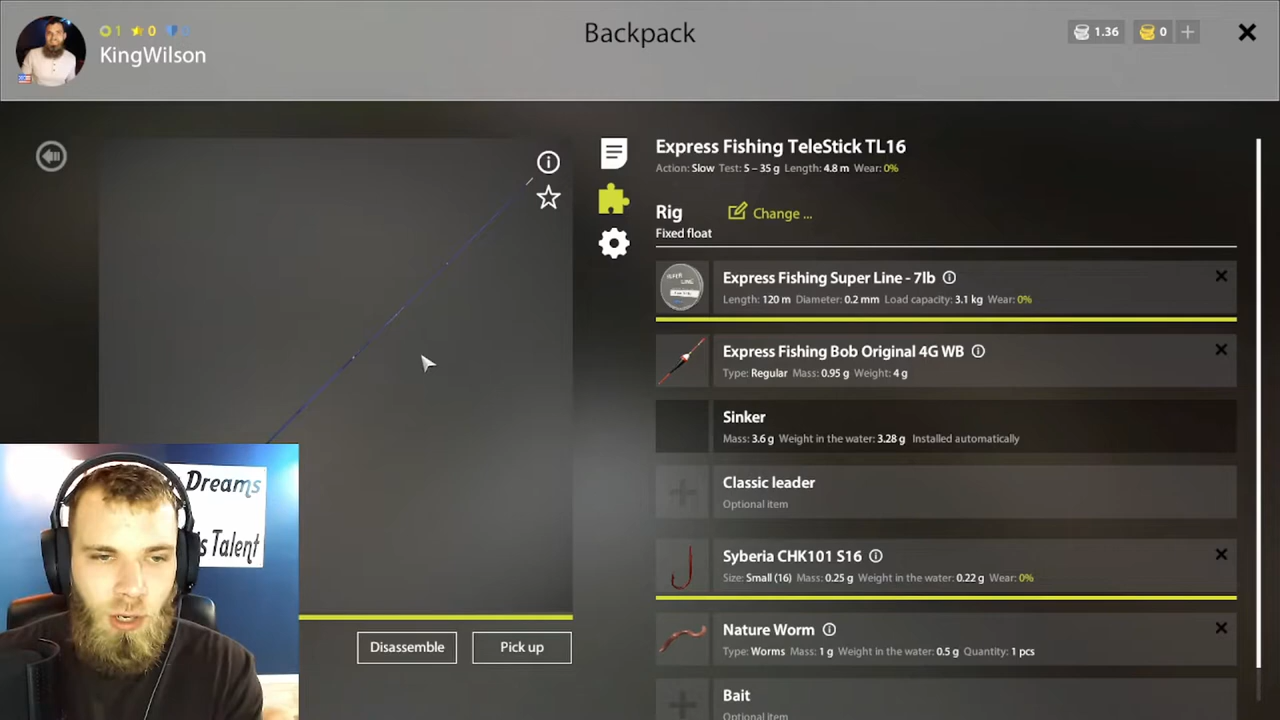 1 0
KingWilson
Backpack
1.36 0
Express Fishing TeleStick TL16
Action: Slow Test: 5 – 35 g Length: 4.8 m Wear: 0%
Rig Change ...
Fixed float
Express Fishing Super Line - 7lb
Length: 120 m Diameter: 0.2 mm Load capacity: 3.1 kg Wear: 0%
Express Fishing Bob Original 4G WB
Type: Regular Mass: 0.95 g Weight: 4 g
Sinker
Mass: 3.6 g Weight in the water: 3.28 g Installed automatically
Classic leader
Optional item
Syberia CHK101 S16
Size: Small (16) Mass: 0.25 g Weight in the water: 0.22 g Wear: 0%
Nature Worm
Type: Worms Mass: 1 g Weight in the water: 0.5 g Quantity: 1 pcs
Bait
Optional item
Disassemble Pick up
Dreams
Talent